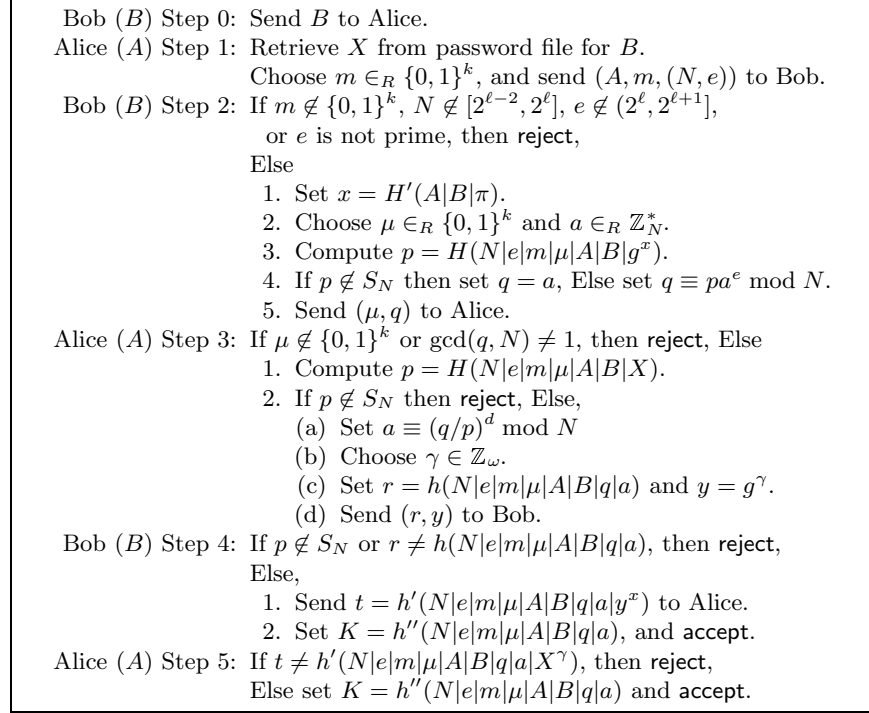 Bob (B) Step 0: Send B to Alice.
Alice (A) Step 1: Retrieve X from password file for B.
Choose m ∈_R {0, 1}^k, and send (A, m, (N, e)) to Bob.
Bob (B) Step 2: If m ∉ {0, 1}^k, N ∉ [2^{ℓ−2}, 2^ℓ], e ∉ (2^ℓ, 2^{ℓ+1}],
or e is not prime, then reject,
Else
1. Set x = H′(A|B|π).
2. Choose μ ∈_R {0, 1}^k and a ∈_R ℤ*_N.
3. Compute p = H(N|e|m|μ|A|B|g^x).
4. If p ∉ S_N then set q = a, Else set q ≡ pa^e mod N.
5. Send (μ, q) to Alice.
Alice (A) Step 3: If μ ∉ {0, 1}^k or gcd(q, N) ≠ 1, then reject, Else
1. Compute p = H(N|e|m|μ|A|B|X).
2. If p ∉ S_N then reject, Else,
(a) Set a ≡ (q/p)^d mod N
(b) Choose γ ∈ ℤ_ω.
(c) Set r = h(N|e|m|μ|A|B|q|a) and y = g^γ.
(d) Send (r, y) to Bob.
Bob (B) Step 4: If p ∉ S_N or r ≠ h(N|e|m|μ|A|B|q|a), then reject,
Else,
1. Send t = h′(N|e|m|μ|A|B|q|a|y^x) to Alice.
2. Set K = h″(N|e|m|μ|A|B|q|a), and accept.
Alice (A) Step 5: If t ≠ h′(N|e|m|μ|A|B|q|a|X^γ), then reject,
Else set K = h″(N|e|m|μ|A|B|q|a) and accept.